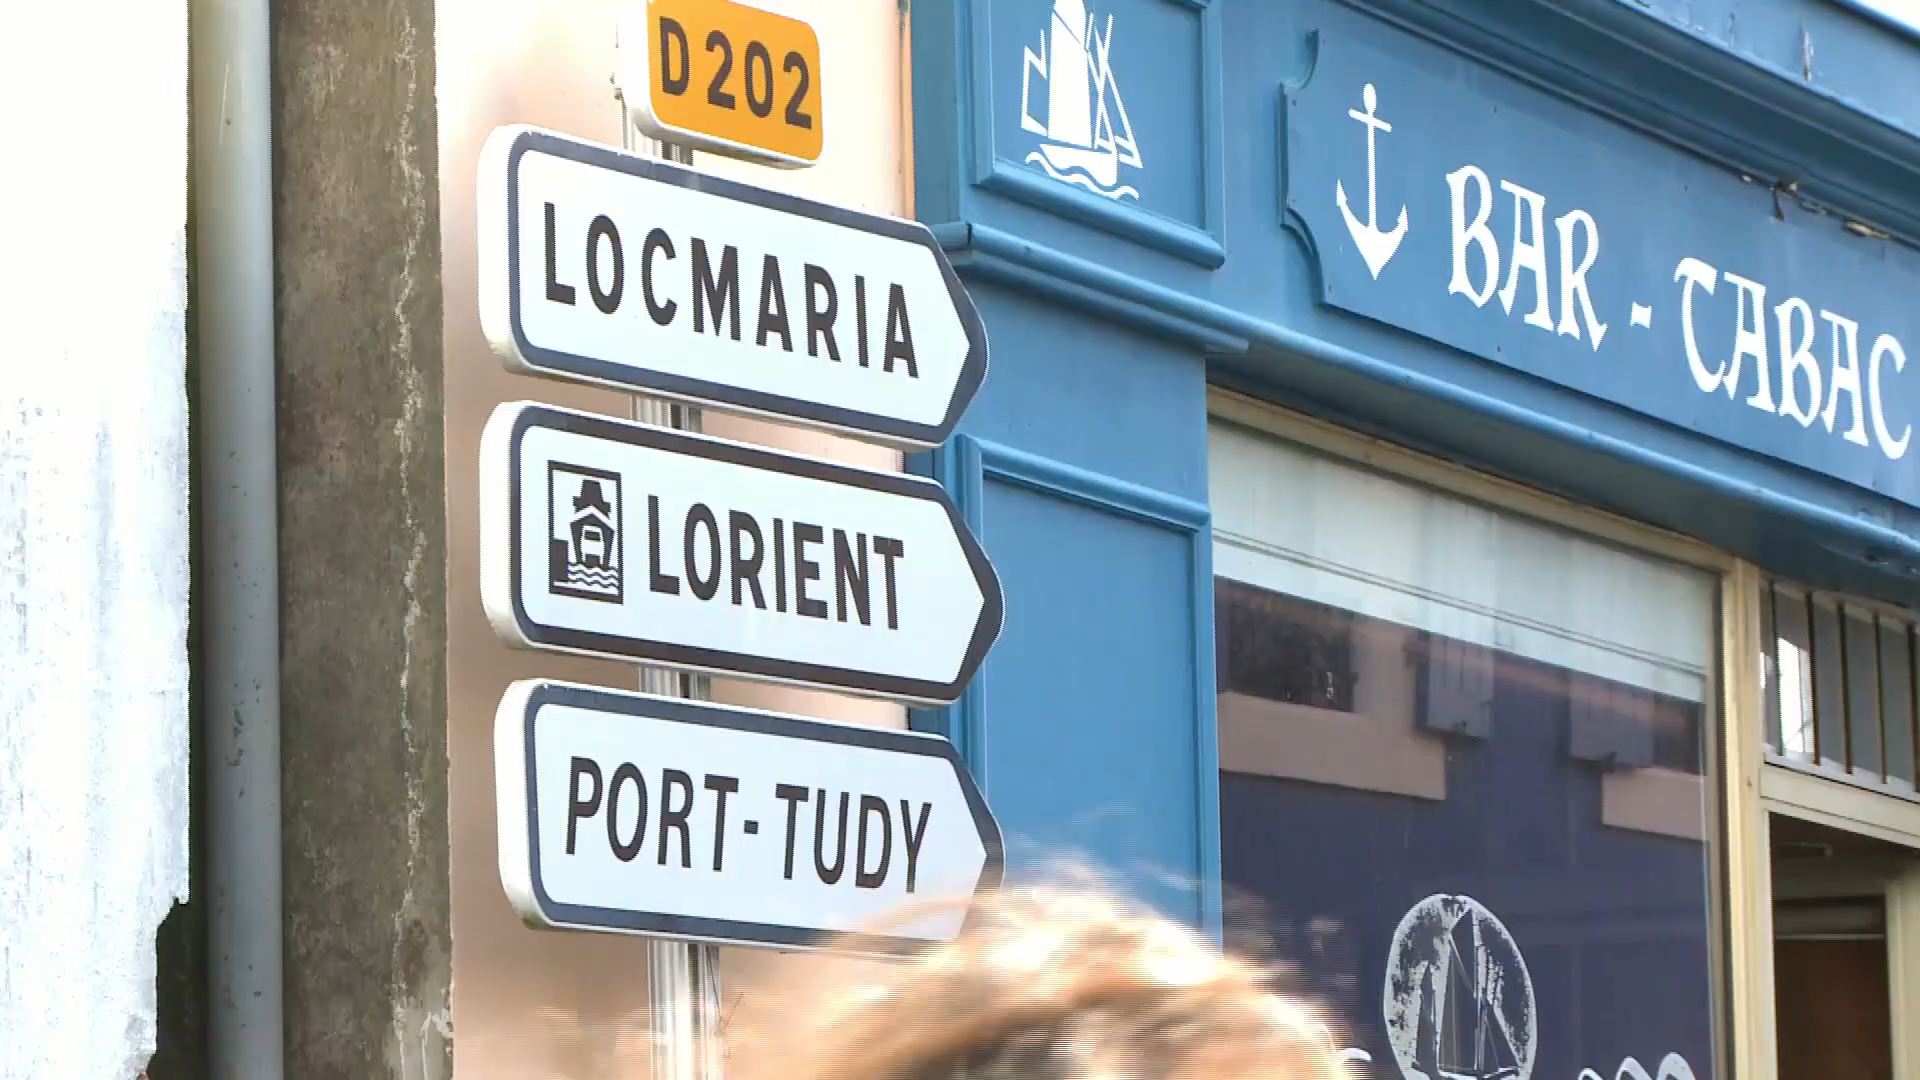 D202
LOCMARIA
LORIENT
PORT-TUDY
BAR - TABAC